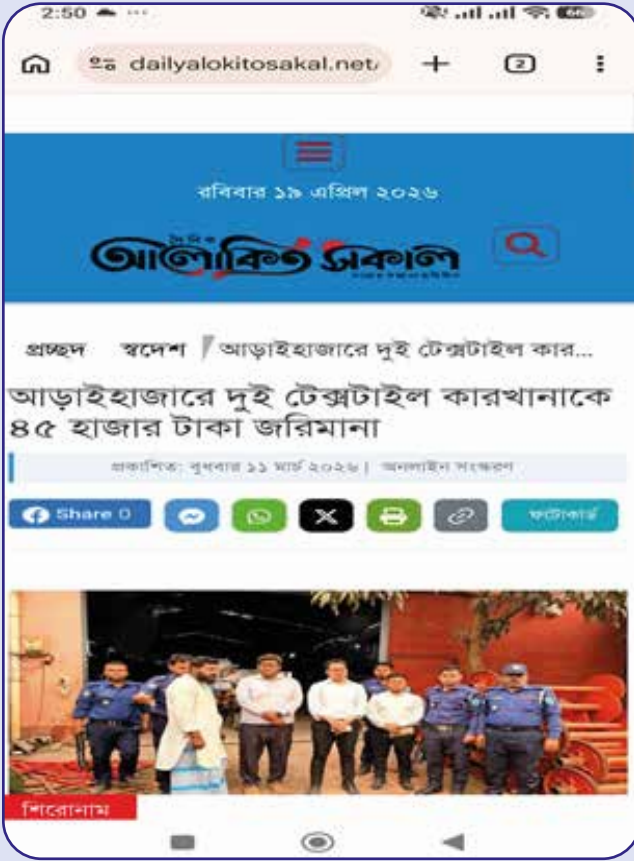 2:50
dailyalokitosakal.net/
2
রবিবার ১৯ এপ্রিল ২০২৬
দৈনিক
আলোকিত সকাল
প্রচ্ছদ স্বদেশ আড়াইহাজারে দুই টেক্সটাইল কার...
আড়াইহাজারে দুই টেক্সটাইল কারখানাকে
৪৫ হাজার টাকা জরিমানা
প্রকাশিত: বুধবার ১১ মার্চ ২০২৬ | অনলাইন সংস্করণ
Share 0
ফটোকার্ড
শিরোনাম